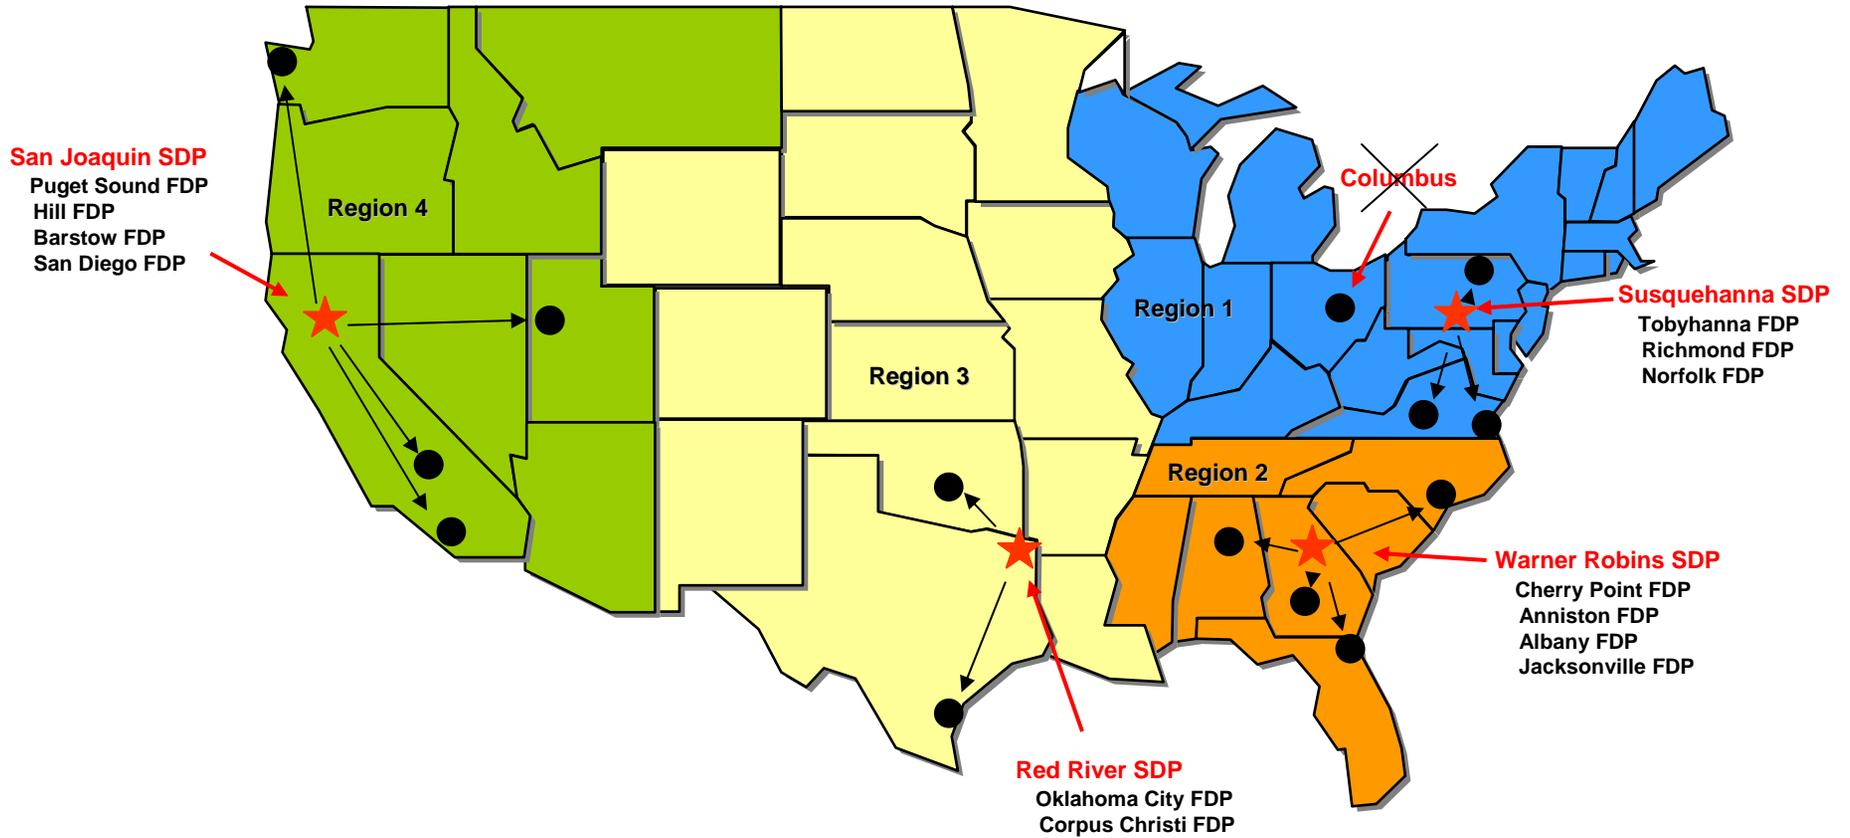 San Joaquin SDP
Puget Sound FDP
Hill FDP
Barstow FDP
San Diego FDP
Region 4
Region 3
Region 1
Region 2
Columbus
Susquehanna SDP
Tobyhanna FDP
Richmond FDP
Norfolk FDP
Warner Robins SDP
Cherry Point FDP
Anniston FDP
Albany FDP
Jacksonville FDP
Red River SDP
Oklahoma City FDP
Corpus Christi FDP